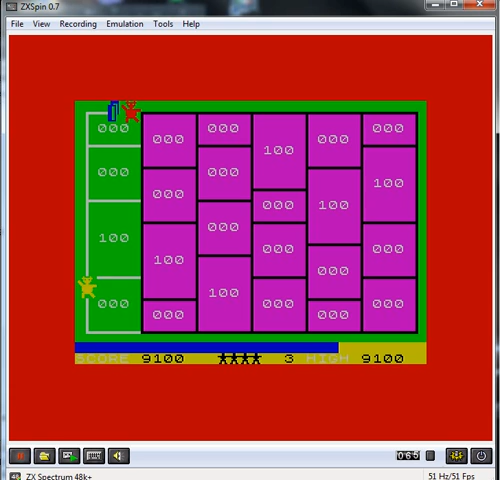 ZXSpin 0.7
File View Recording Emulation Tools Help
000 000 000 100 000 000
000 000 000 000 100 100
100 100 000 000 000 000
000 000 100 000 000 000
SCORE 9100 3 HIGH 9100
065
ZX Spectrum 48k+ 51 Hz/51 Fps